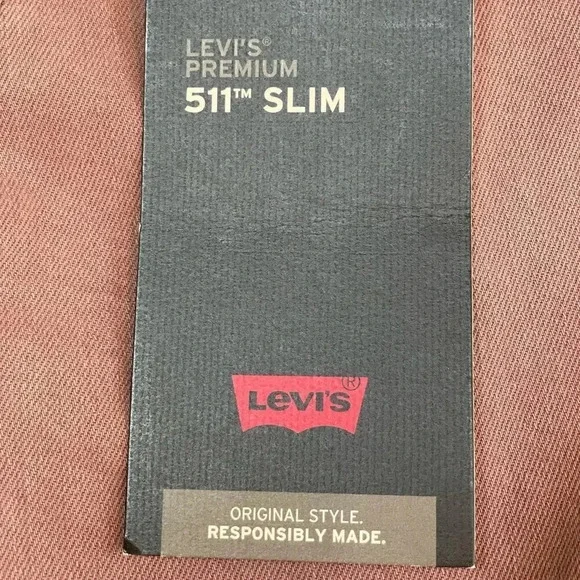 LEVI'S®
PREMIUM
511™ SLIM
LEVI'S®
ORIGINAL STYLE.
RESPONSIBLY MADE.